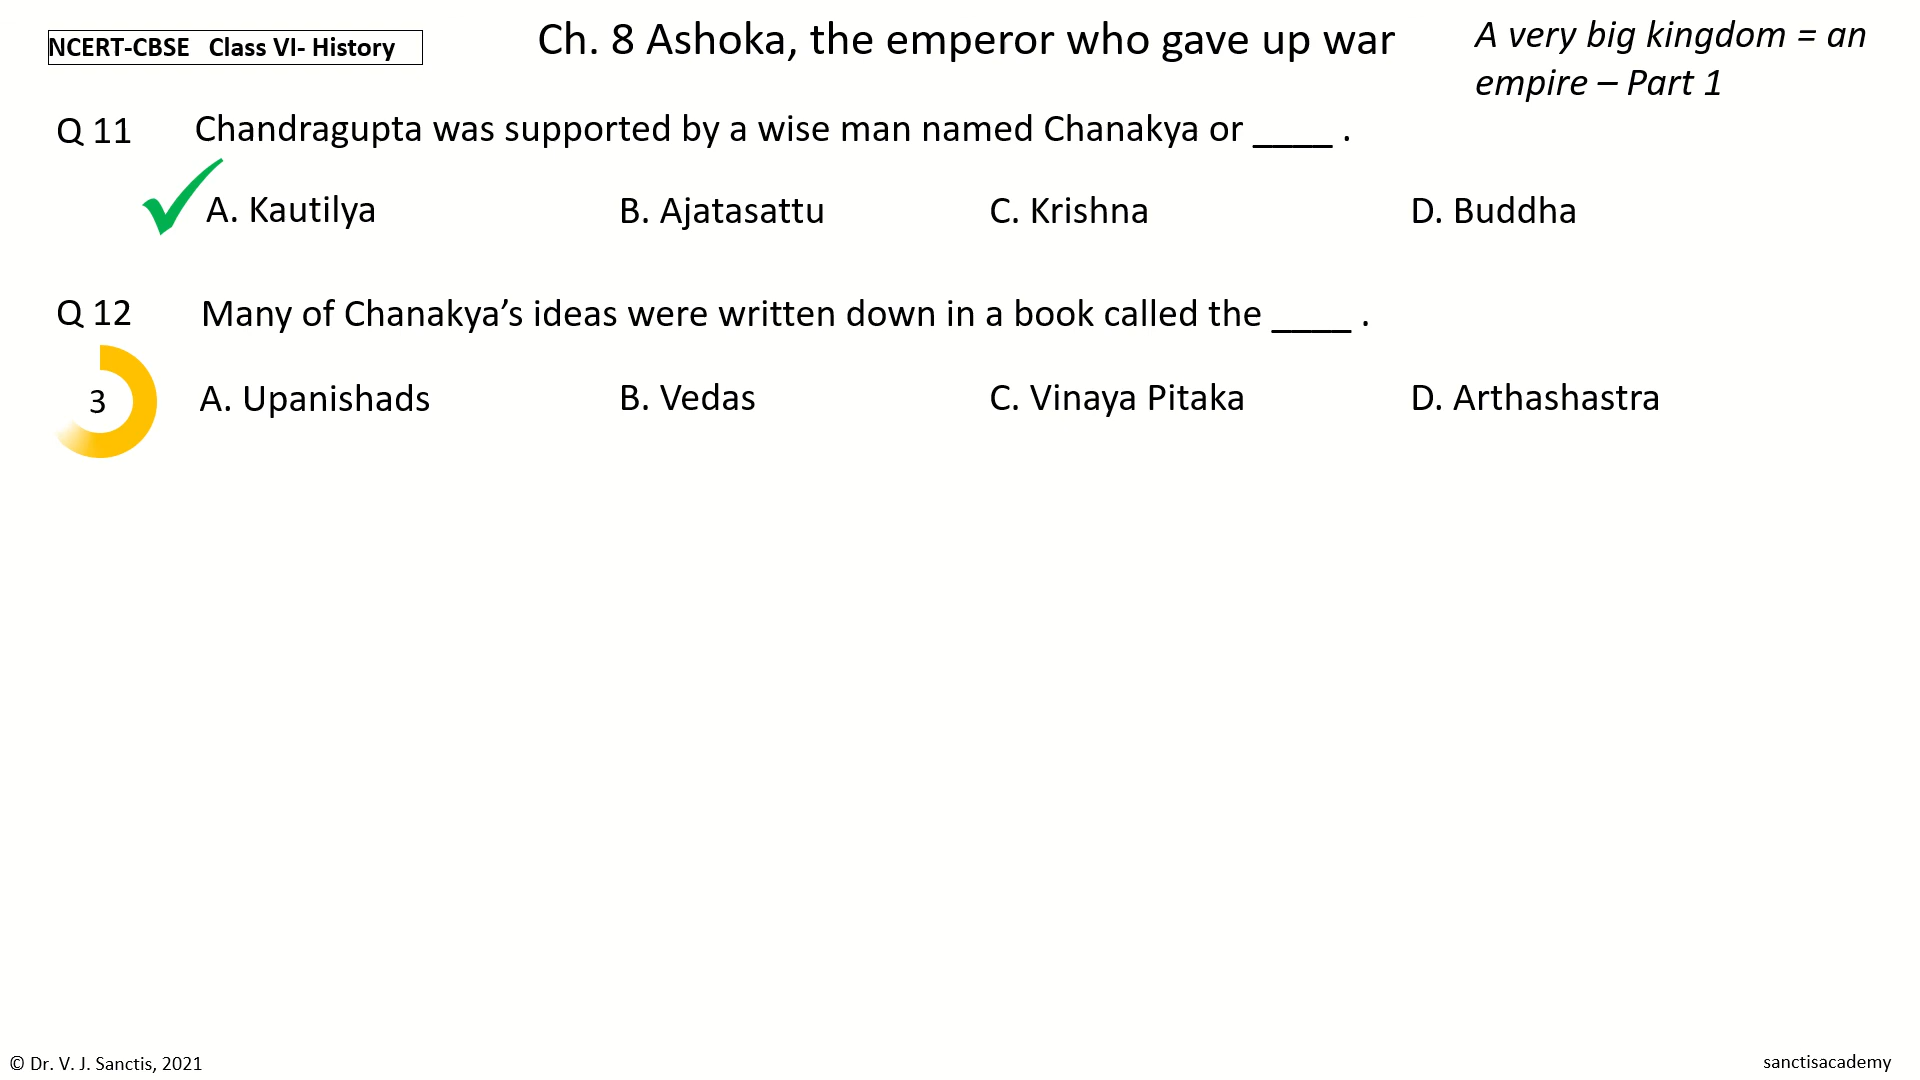 NCERT-CBSE Class VI- History
Ch. 8 Ashoka, the emperor who gave up war
A very big kingdom = an
empire – Part 1
Q 11 Chandragupta was supported by a wise man named Chanakya or ____ .
A. Kautilya B. Ajatasattu C. Krishna D. Buddha
Q 12 Many of Chanakya’s ideas were written down in a book called the ____ .
3 A. Upanishads B. Vedas C. Vinaya Pitaka D. Arthashastra
© Dr. V. J. Sanctis, 2021
sanctisacademy